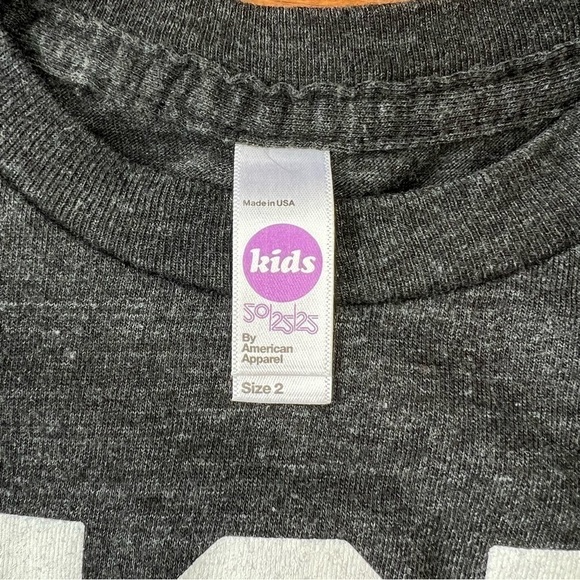 Made in USA
kids
50/25/25
By
American
Apparel
Size 2